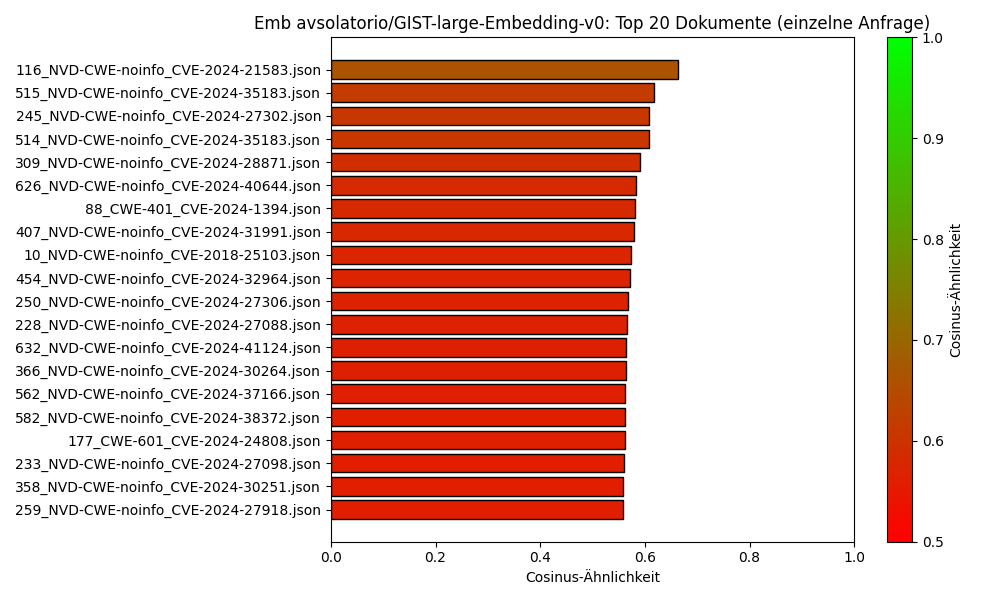 Emb avsolatorio/GIST-large-Embedding-v0: Top 20 Dokumente (einzelne Anfrage)
116_NVD-CWE-noinfo_CVE-2024-21583.json
515_NVD-CWE-noinfo_CVE-2024-35183.json
245_NVD-CWE-noinfo_CVE-2024-27302.json
514_NVD-CWE-noinfo_CVE-2024-35183.json
309_NVD-CWE-noinfo_CVE-2024-28871.json
626_NVD-CWE-noinfo_CVE-2024-40644.json
88_CWE-401_CVE-2024-1394.json
407_NVD-CWE-noinfo_CVE-2024-31991.json
10_NVD-CWE-noinfo_CVE-2018-25103.json
454_NVD-CWE-noinfo_CVE-2024-32964.json
250_NVD-CWE-noinfo_CVE-2024-27306.json
228_NVD-CWE-noinfo_CVE-2024-27088.json
632_NVD-CWE-noinfo_CVE-2024-41124.json
366_NVD-CWE-noinfo_CVE-2024-30264.json
562_NVD-CWE-noinfo_CVE-2024-37166.json
582_NVD-CWE-noinfo_CVE-2024-38372.json
177_CWE-601_CVE-2024-24808.json
233_NVD-CWE-noinfo_CVE-2024-27098.json
358_NVD-CWE-noinfo_CVE-2024-30251.json
259_NVD-CWE-noinfo_CVE-2024-27918.json
0.0 0.2 0.4 0.6 0.8 1.0
Cosinus-Ähnlichkeit
1.0
0.9
0.8
0.7
0.6
0.5
Cosinus-Ähnlichkeit